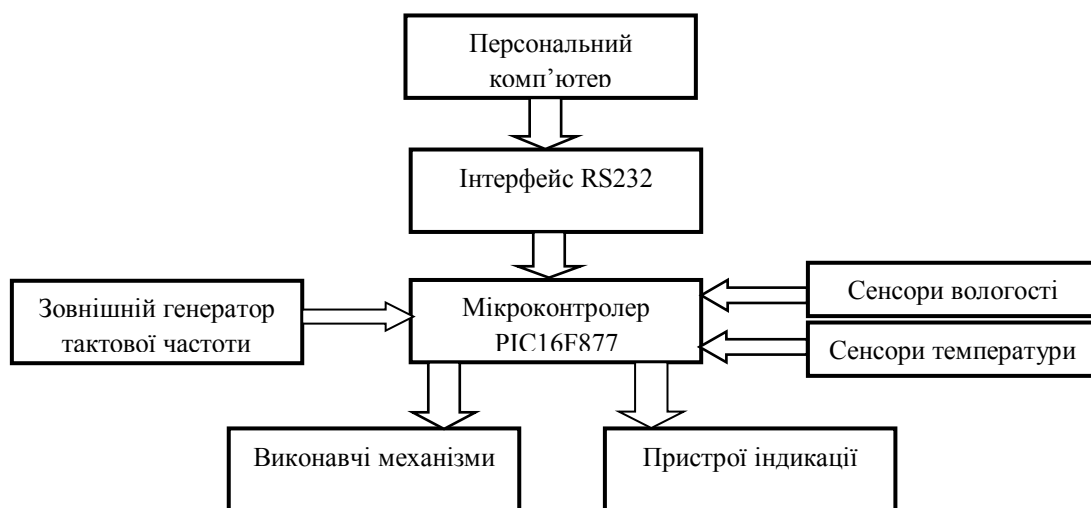 Персональний
комп’ютер
Інтерфейс RS232
Зовнішній генератор
тактової частоти
Мікроконтролер
PIC16F877
Сенсори вологості
Сенсори температури
Виконавчі механізми
Пристрої індикації